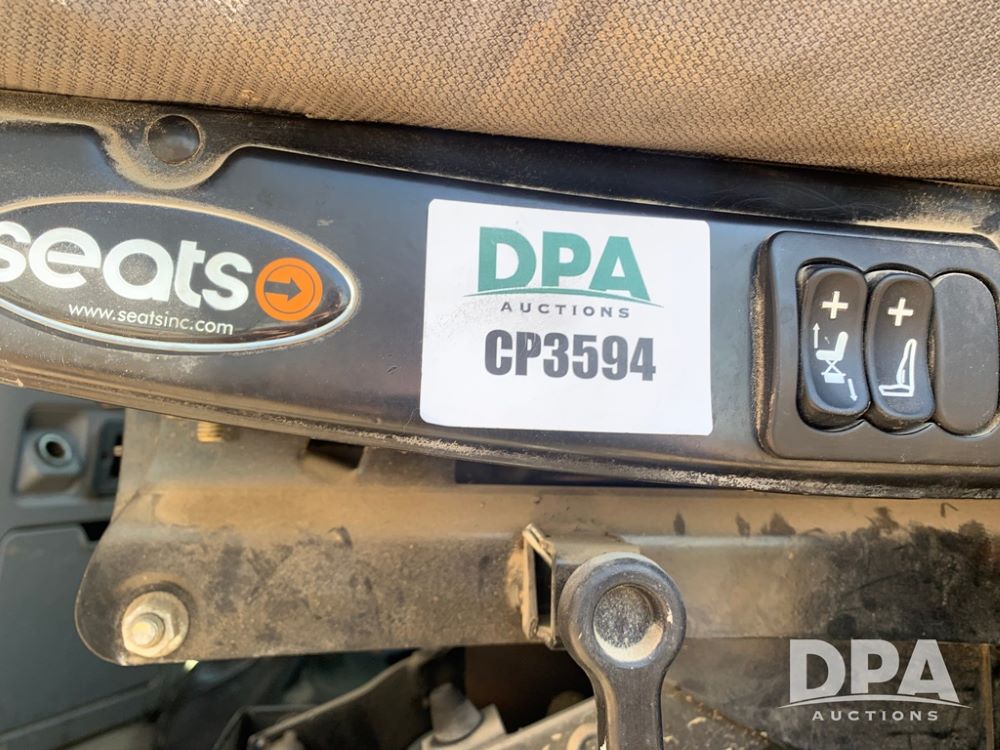 seats
www.seatsinc.com
DPA
AUCTIONS
CP3594
+ +
DPA
AUCTIONS